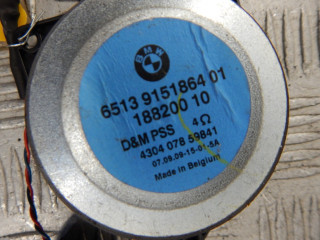 BMW
6513 9151864 01
188200 10
D&M PSS 4Ω
4304 078 59841
07.09.09-15-01-5A
Made in Belgium